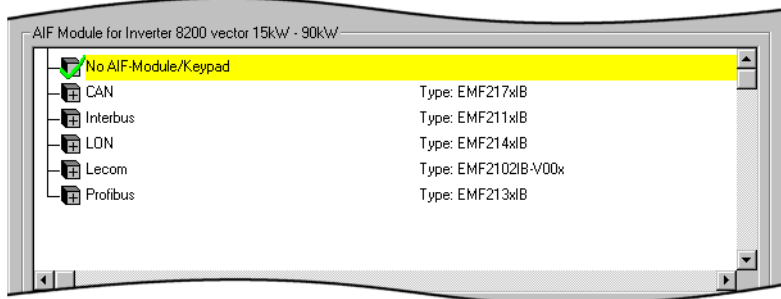 AIF Module for Inverter 8200 vector 15kW - 90kW
No AIF-Module/Keypad
CAN Type: EMF217xIB
Interbus Type: EMF211xIB
LON Type: EMF214xIB
Lecom Type: EMF2102IB-V00x
Profibus Type: EMF213xIB